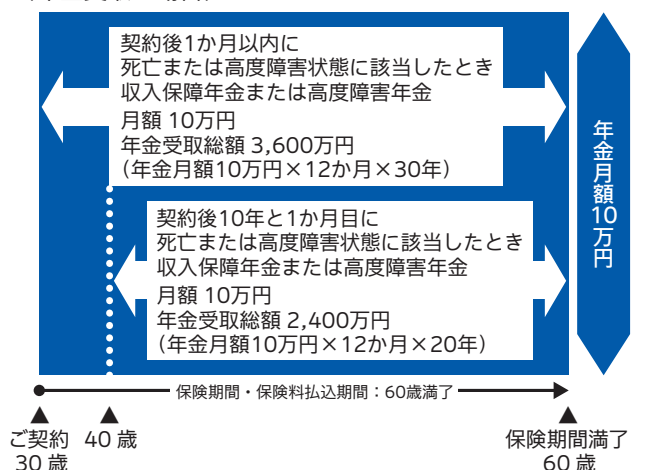 契約後1か月以内に
死亡または高度障害状態に該当したとき
収入保障年金または高度障害年金
月額 10万円
年金受取総額 3,600万円
（年金月額10万円×12か月×30年）
契約後10年と1か月目に
死亡または高度障害状態に該当したとき
収入保障年金または高度障害年金
月額 10万円
年金受取総額 2,400万円
（年金月額10万円×12か月×20年）
年金月額10万円
保険期間・保険料払込期間：60歳満了
ご契約
30 歳
40 歳
保険期間満了
60 歳